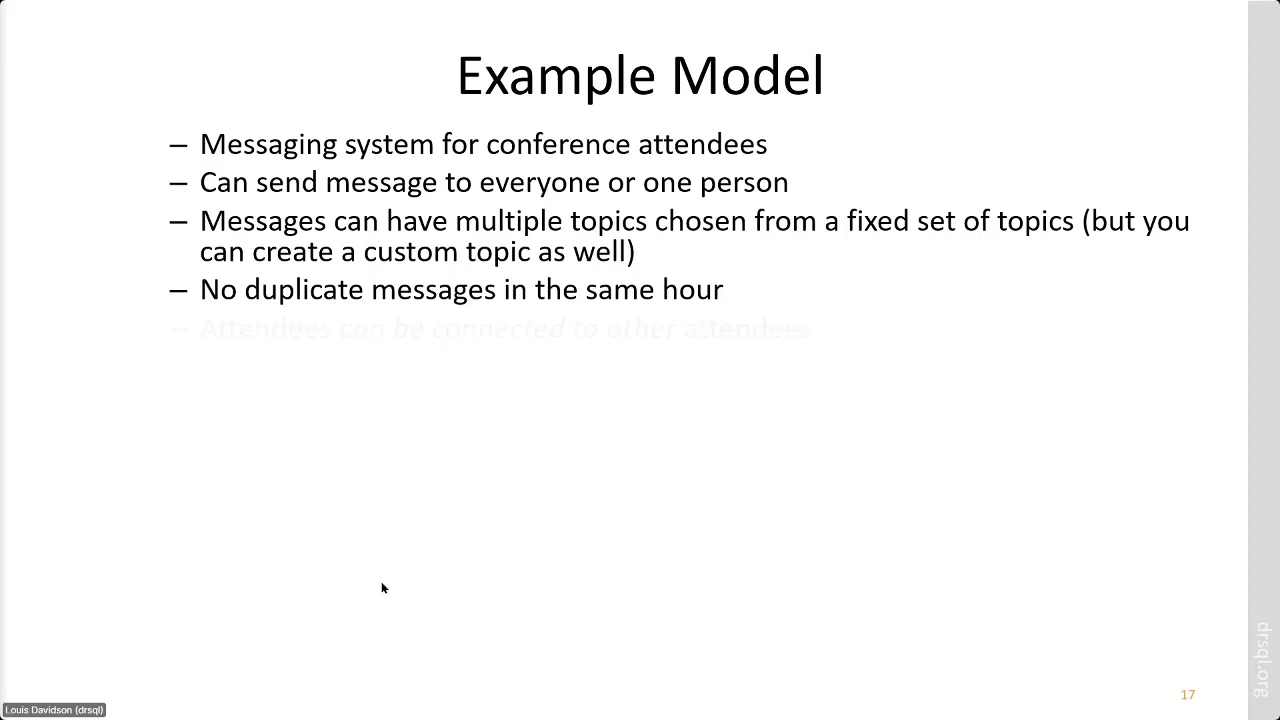 Example Model
– Messaging system for conference attendees
– Can send message to everyone or one person
– Messages can have multiple topics chosen from a fixed set of topics (but you
can create a custom topic as well)
– No duplicate messages in the same hour
– Attendees can be connected to other attendees
drsql.org
17
Louis Davidson (drsql)